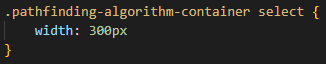 .pathfinding-algorithm-container select {
    width: 300px
}